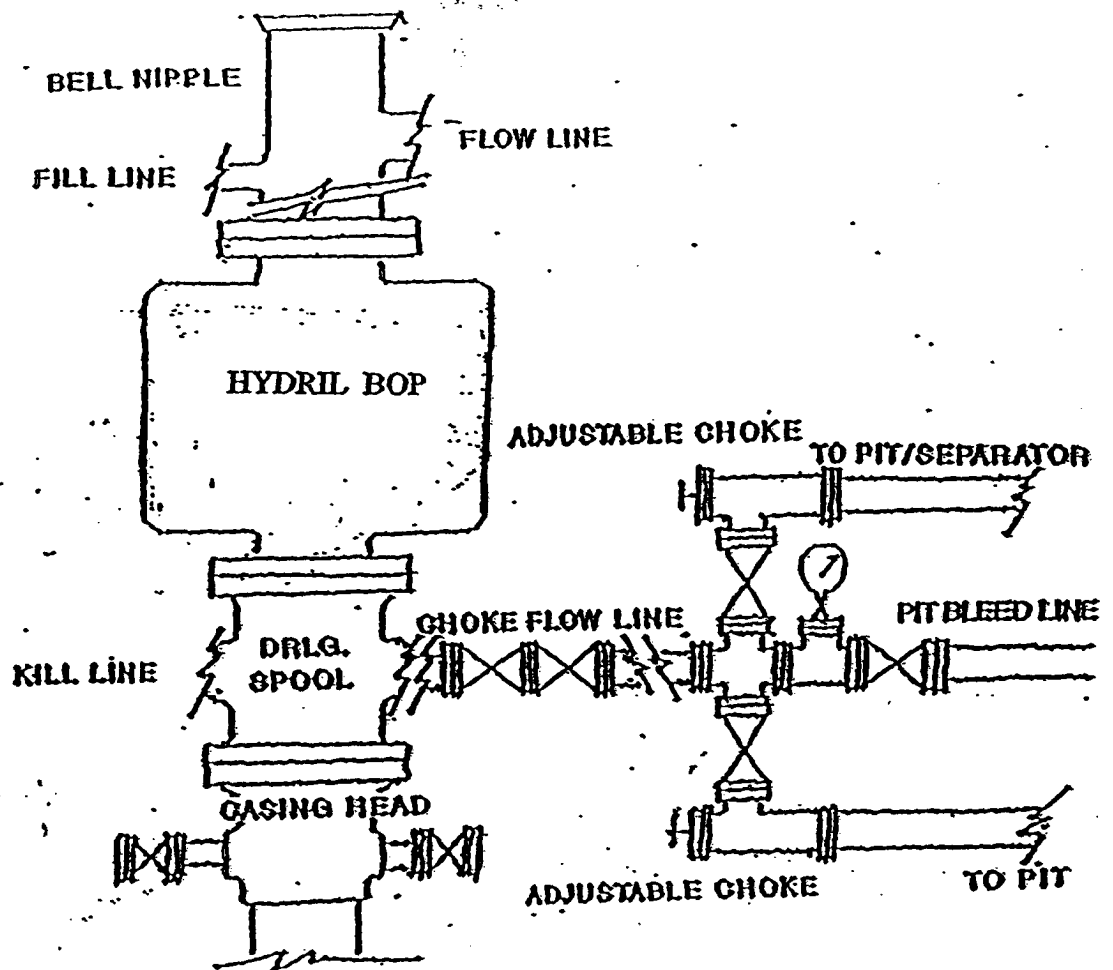 BELL NIPPLE
FLOW LINE
FILL LINE
HYDRIL BOP
ADJUSTABLE CHOKE
TO PIT/SEPARATOR
CHOKE FLOW LINE
PIT BLEED LINE
DRLG.
SPOOL
KILL LINE
CASING HEAD
ADJUSTABLE CHOKE
TO PIT